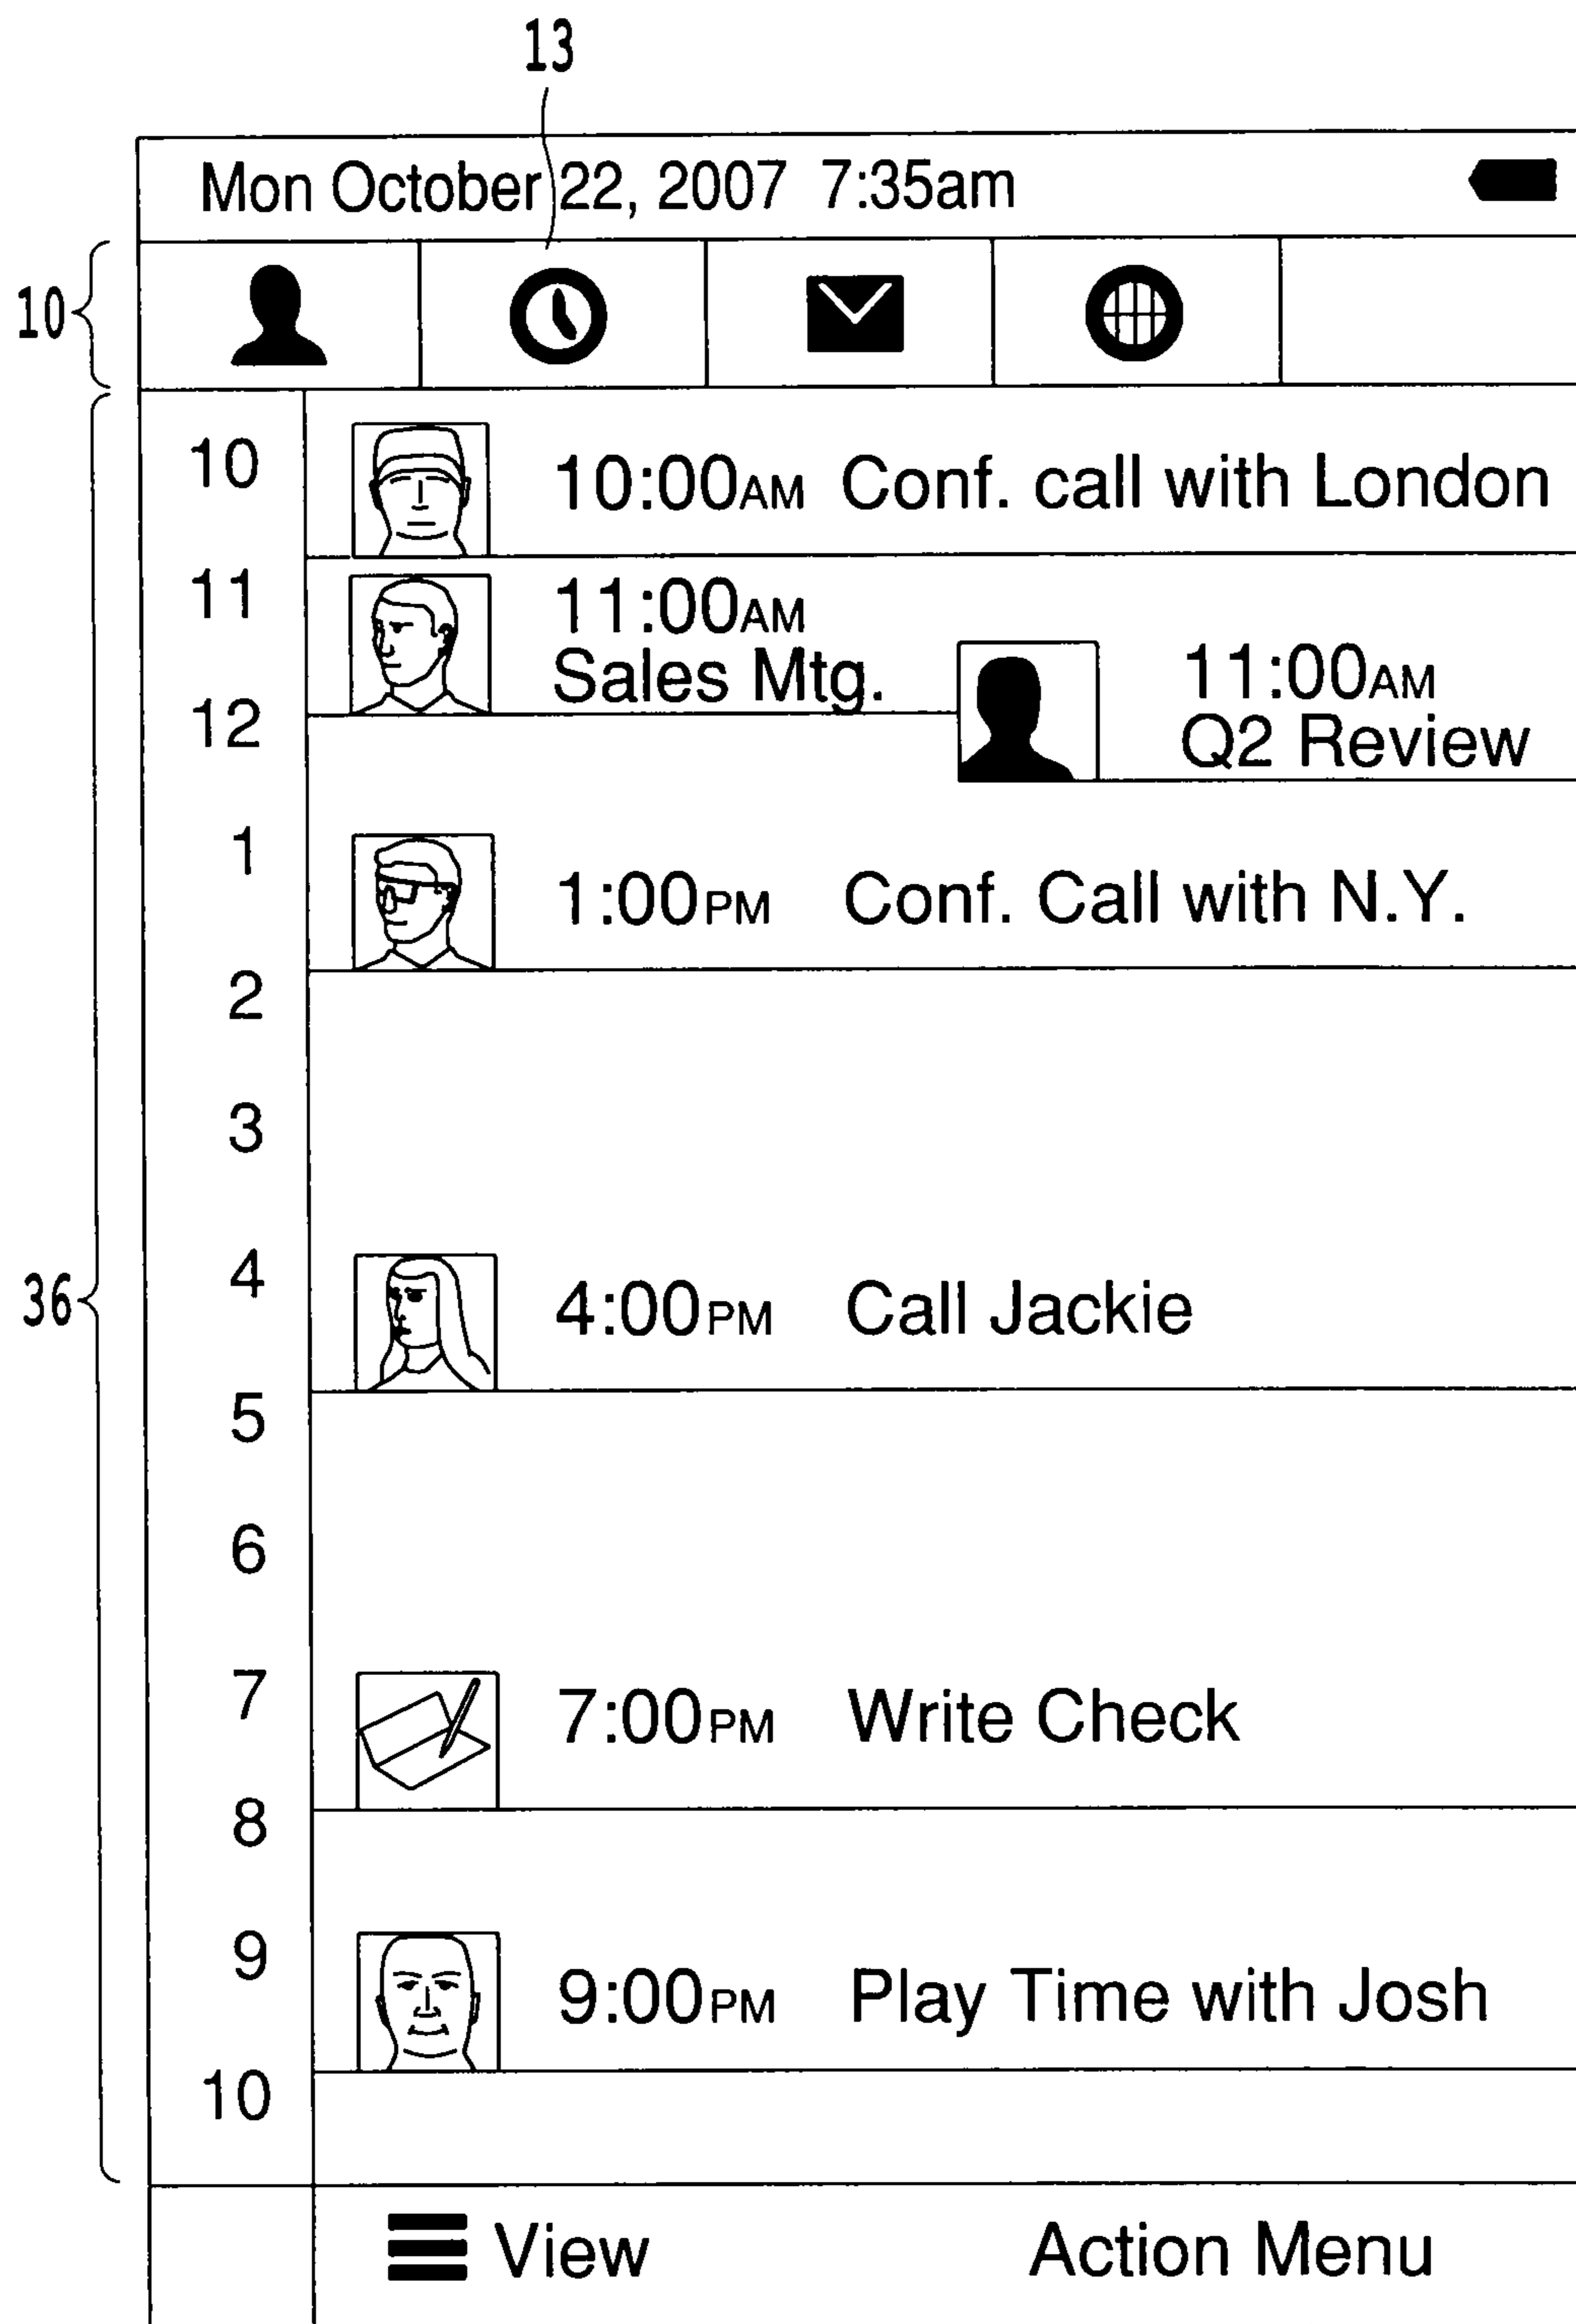 13
Mon October 22, 2007 7:35am
10
10 10:00AM Conf. call with London
11 11:00AM
Sales Mtg.
11:00AM
Q2 Review
12
1 1:00PM Conf. Call with N.Y.
2
3
36
4 4:00PM Call Jackie
5
6
7 7:00PM Write Check
8
9 9:00PM Play Time with Josh
10
View Action Menu